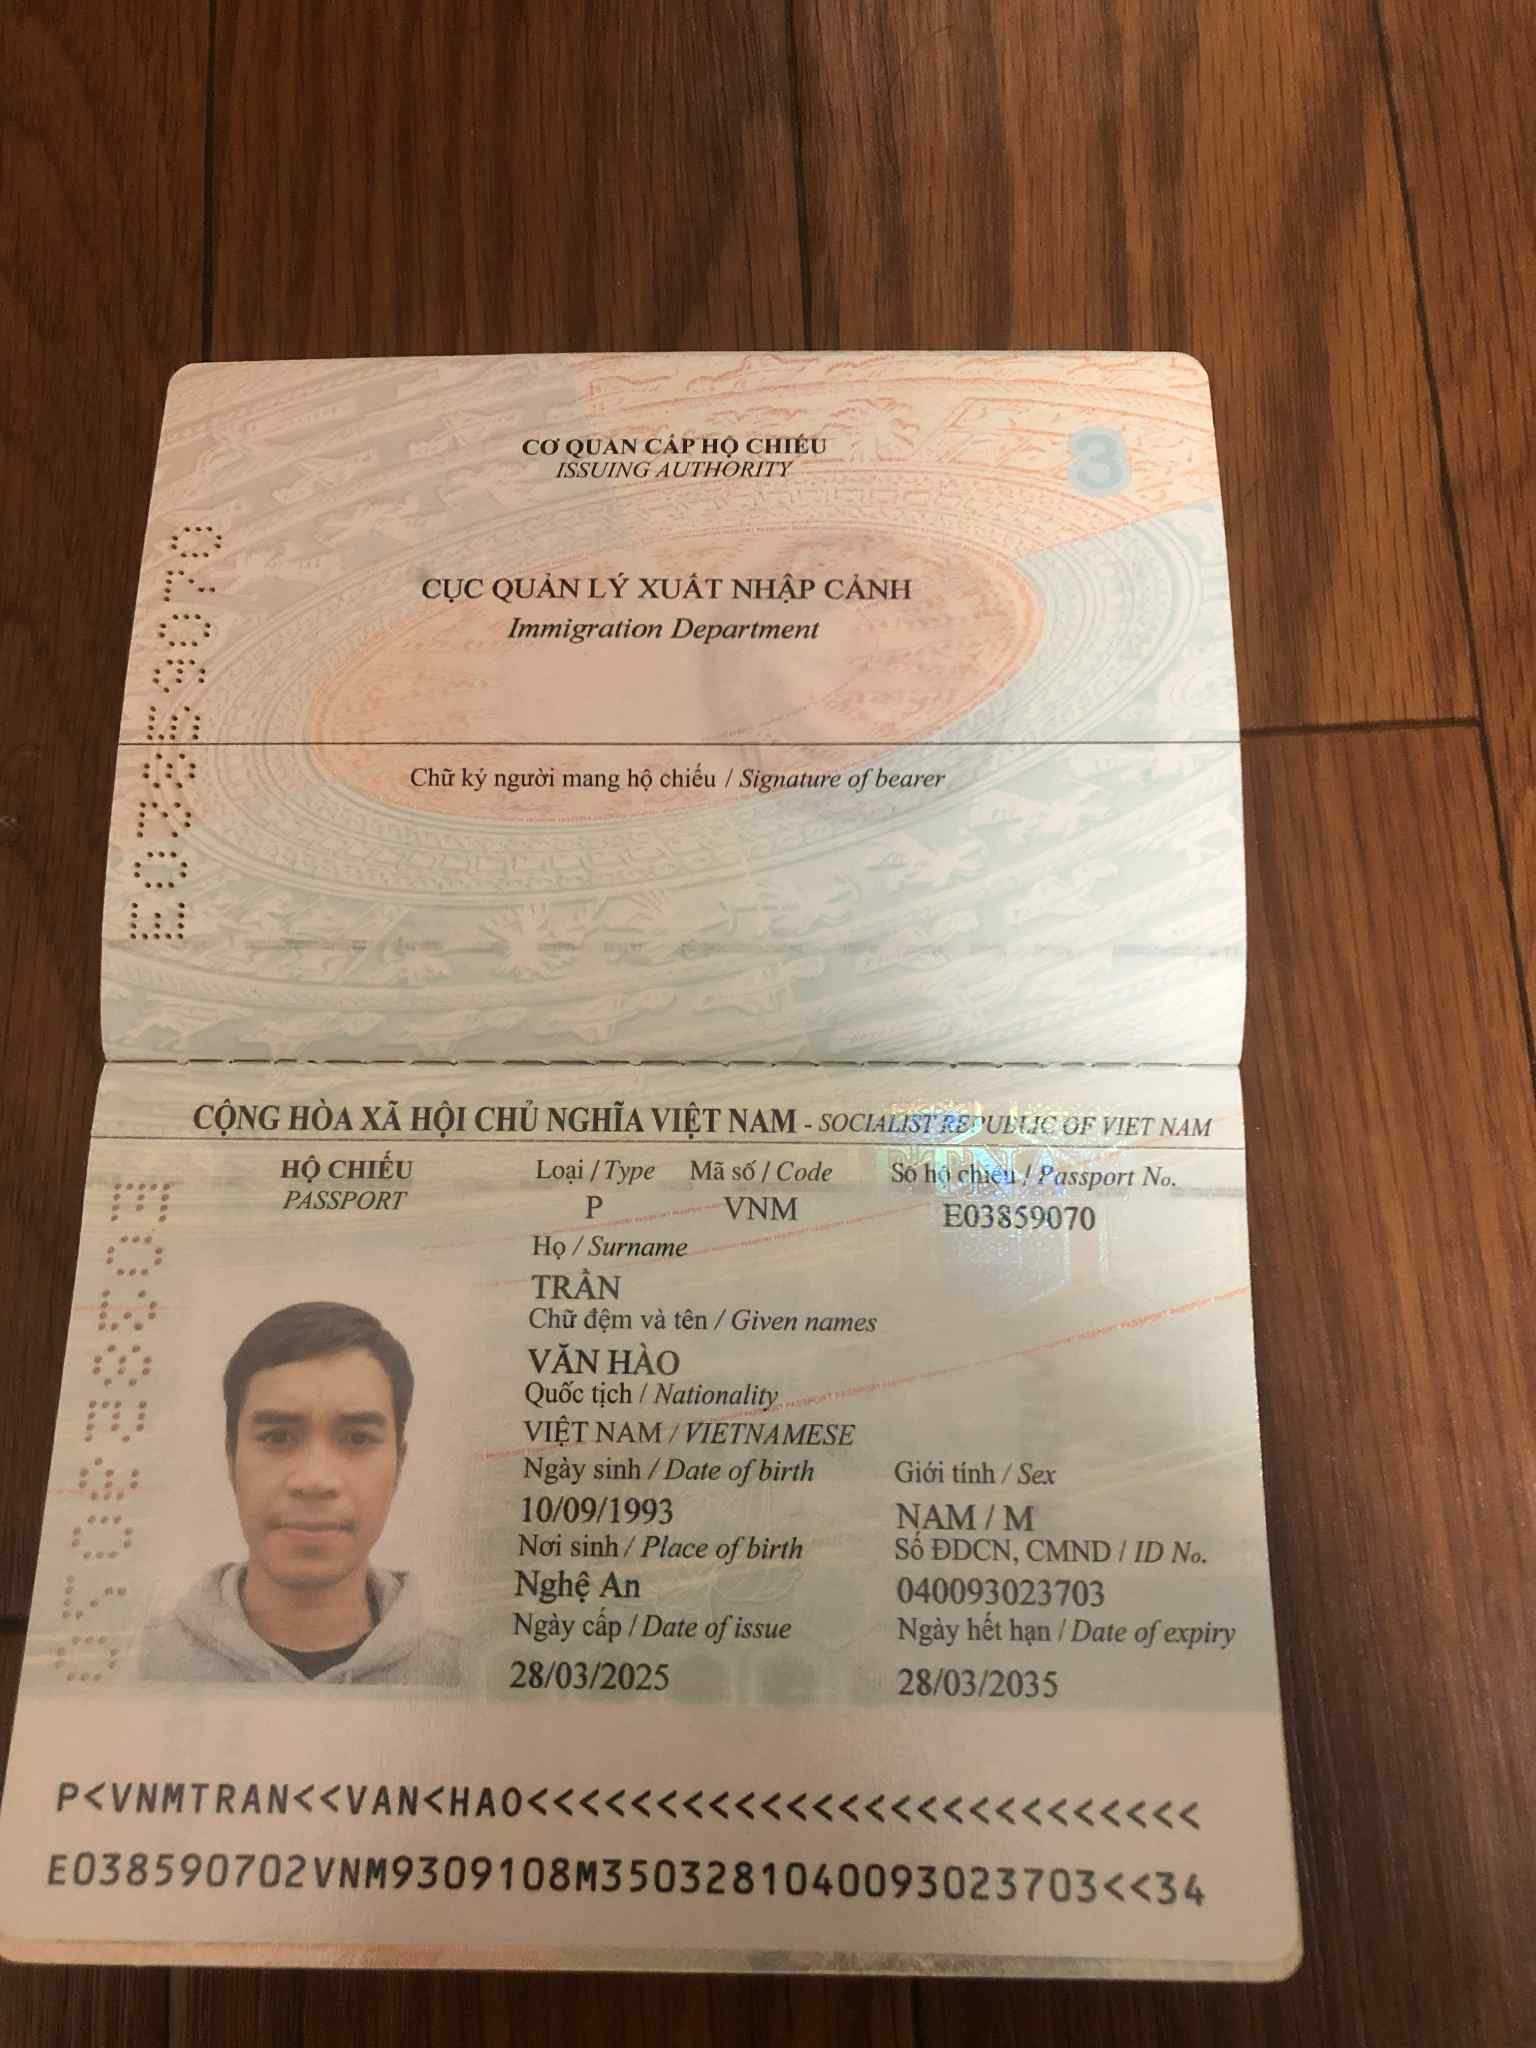 CƠ QUAN CẤP HỘ CHIẾU
ISSUING AUTHORITY
3
CỤC QUẢN LÝ XUẤT NHẬP CẢNH
Immigration Department
Chữ ký người mang hộ chiếu / Signature of bearer
E03859070
CỘNG HÒA XÃ HỘI CHỦ NGHĨA VIỆT NAM - SOCIALIST REPUBLIC OF VIET NAM
HỘ CHIẾU Loại / Type Mã số / Code Số hộ chiếu / Passport No.
PASSPORT P VNM E03859070
Họ / Surname
TRẦN
Chữ đệm và tên / Given names
VĂN HÀO
Quốc tịch / Nationality
VIỆT NAM / VIETNAMESE
Ngày sinh / Date of birth Giới tính / Sex
10/09/1993 NAM / M
Nơi sinh / Place of birth Số ĐDCN, CMND / ID No.
Nghệ An 040093023703
Ngày cấp / Date of issue Ngày hết hạn / Date of expiry
28/03/2025 28/03/2035
E03859070
P<VNMTRAN<<VAN<HAO<<<<<<<<<<<<<<<<<<<<<<<<<<
E038590702VNM9309108M3503281040093023703<<34